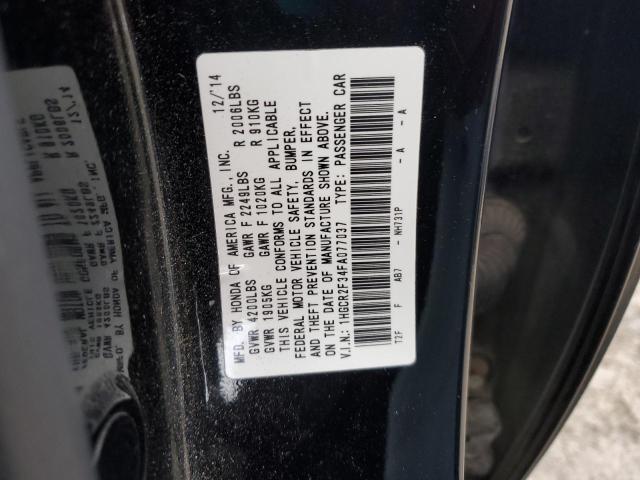 MFD. BY HONDA OF AMERICA MFG., INC. 12/'14
GVWR 4200LBS GAWR F 2249LBS R 2006LBS
GVWR 1905KG GAWR F 1020KG R 910KG
THIS VEHICLE CONFORMS TO ALL APPLICABLE
FEDERAL MOTOR VEHICLE SAFETY, BUMPER,
AND THEFT PREVENTION STANDARDS IN EFFECT
ON THE DATE OF MANUFACTURE SHOWN ABOVE.
V.I.N.: 1HGCR2F34FA077037 TYPE: PASSENGER CAR
T2F F AB7 - NH731P - A - A